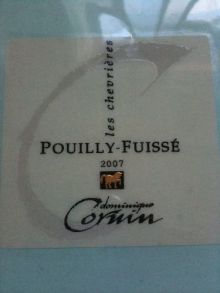 les chevrières
POUILLY-FUISSÉ
2007
dominique
Cornin